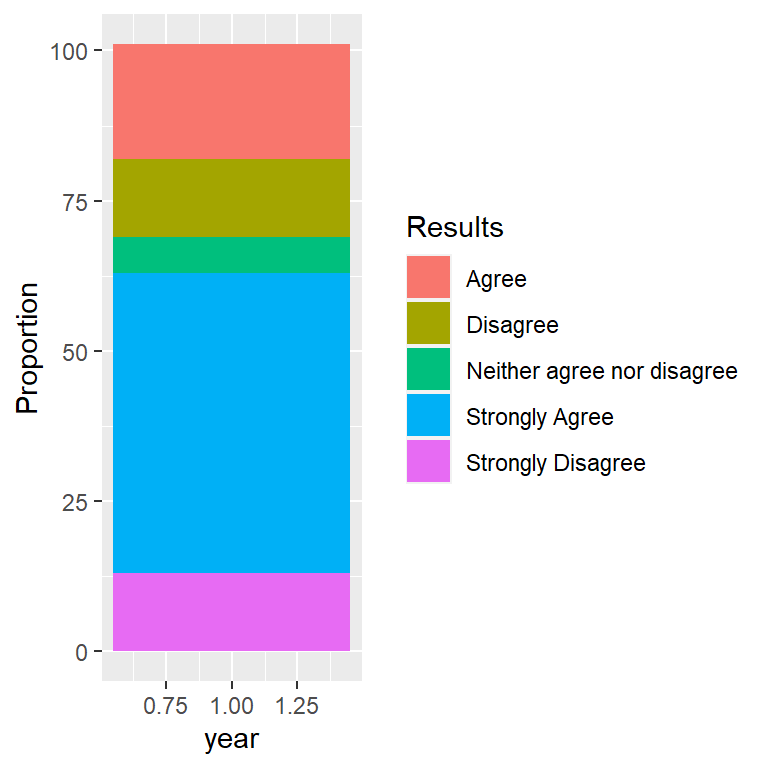 100
75
50
25
0
Proportion
0.75 1.00 1.25
year
Results
Agree
Disagree
Neither agree nor disagree
Strongly Agree
Strongly Disagree